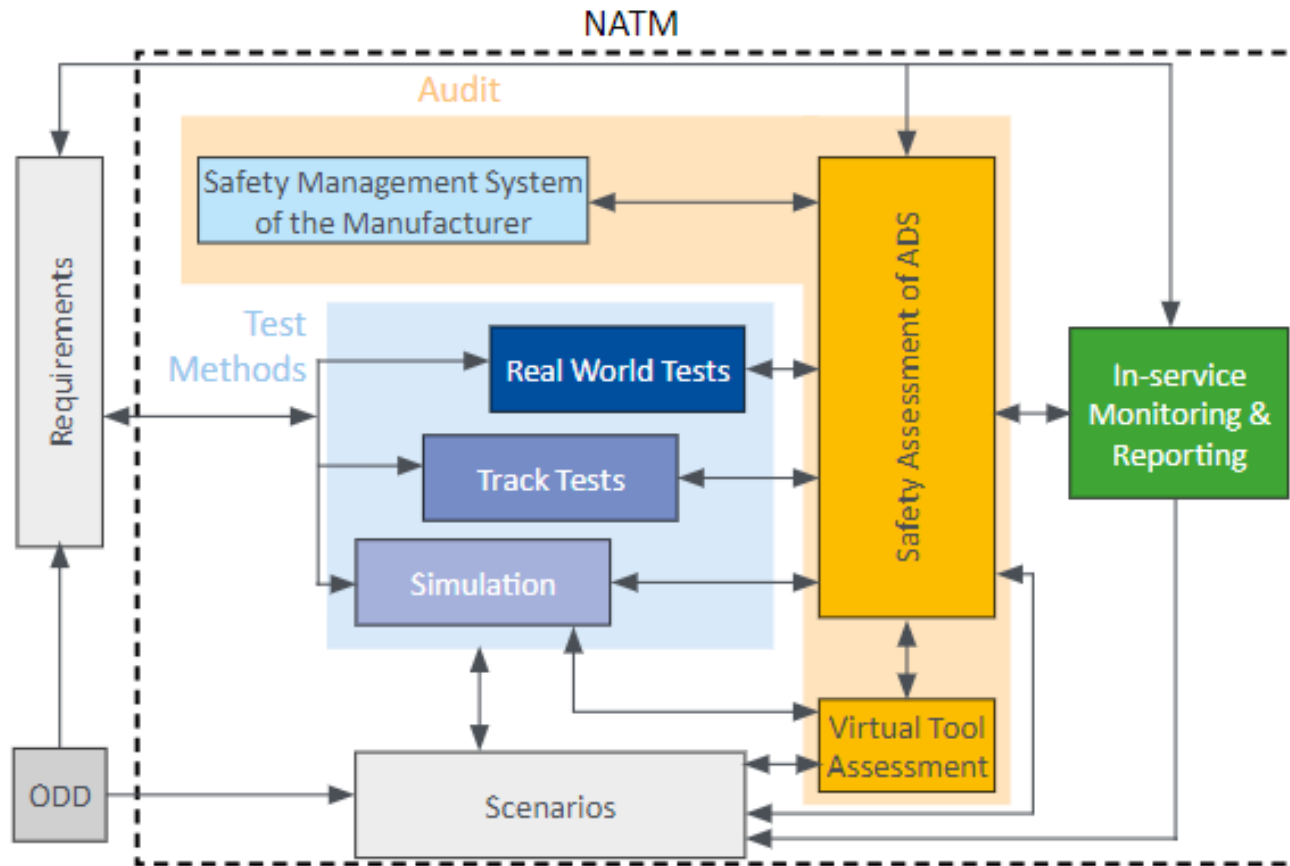 NATM
Audit
Safety Management System
of the Manufacturer
Requirements
Safety Assessment of ADS
Test
Methods
Real World Tests
In-service
Monitoring &
Reporting
Track Tests
Simulation
Virtual Tool
Assessment
ODD
Scenarios